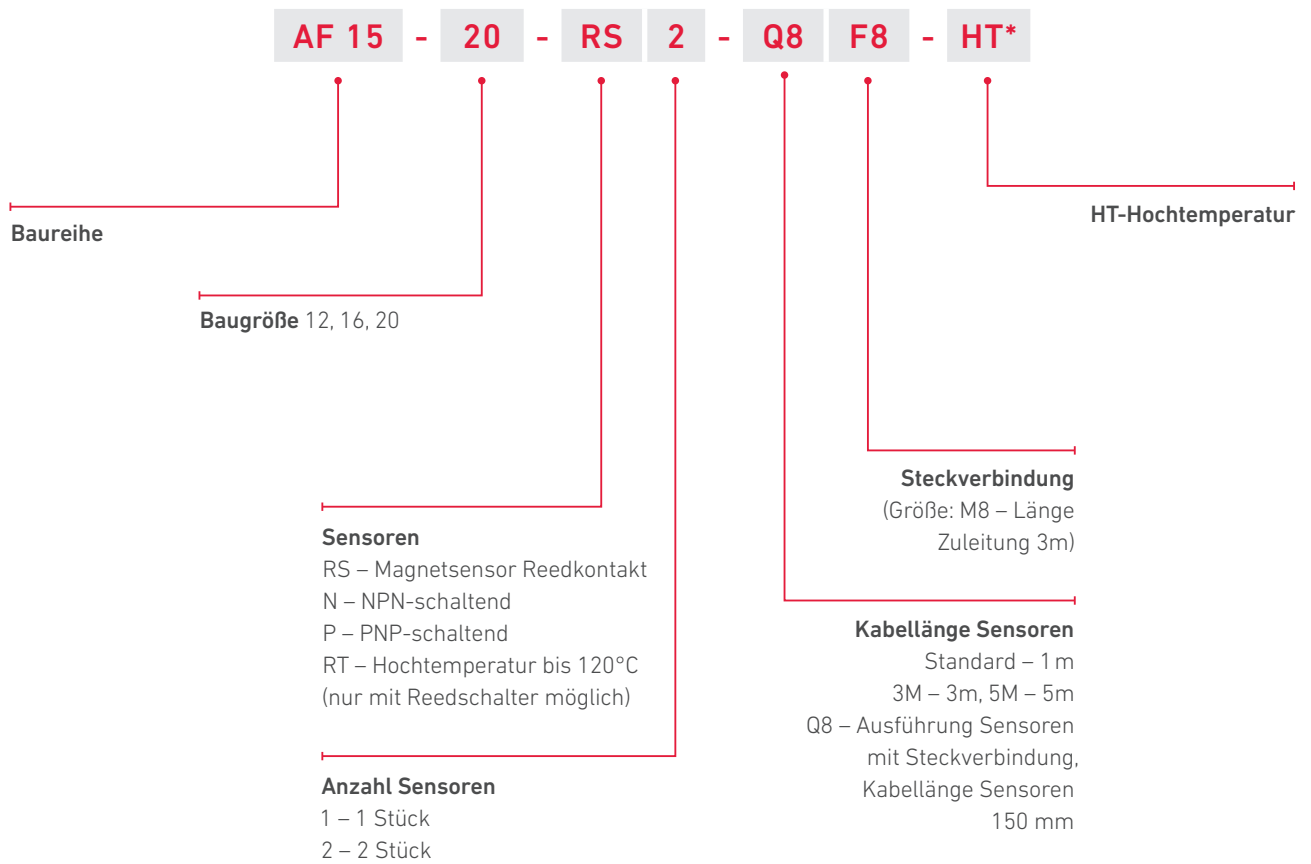 AF 15 - 20 - RS 2 - Q8 F8 - HT*
Baureihe
HT-Hochtemperatur
Baugröße 12, 16, 20
Steckverbindung
(Größe: M8 – Länge
Zuleitung 3m)
Sensoren
RS – Magnetsensor Reedkontakt
N – NPN-schaltend
P – PNP-schaltend
RT – Hochtemperatur bis 120°C
(nur mit Reedschalter möglich)
Kabellänge Sensoren
Standard – 1 m
3M – 3m, 5M – 5m
Q8 – Ausführung Sensoren
mit Steckverbindung,
Kabellänge Sensoren
150 mm
Anzahl Sensoren
1 – 1 Stück
2 – 2 Stück